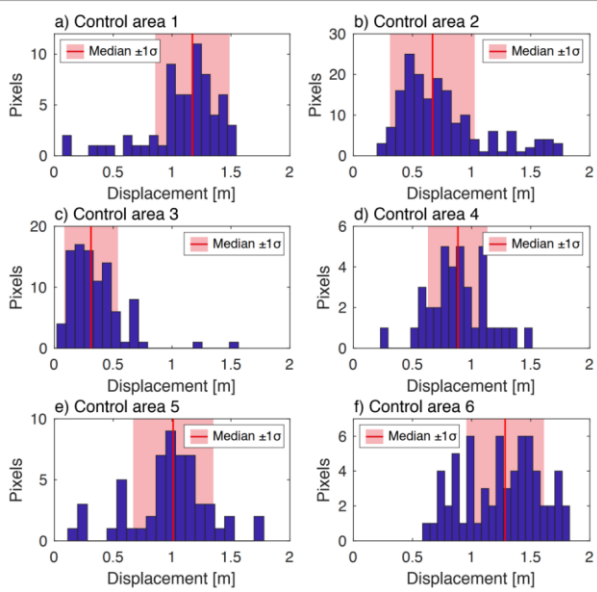 a) Control area 1
Median ±1σ
10
5
0
Pixels
0 0.5 1 1.5 2
Displacement [m]
b) Control area 2
Median ±1σ
30
20
10
0
Pixels
0 0.5 1 1.5 2
Displacement [m]
c) Control area 3
Median ±1σ
20
10
0
Pixels
0 0.5 1 1.5 2
Displacement [m]
d) Control area 4
Median ±1σ
6
4
2
0
Pixels
0 0.5 1 1.5 2
Displacement [m]
e) Control area 5
Median ±1σ
10
5
0
Pixels
0 0.5 1 1.5 2
Displacement [m]
f) Control area 6
Median ±1σ
6
4
2
0
Pixels
0 0.5 1 1.5 2
Displacement [m]